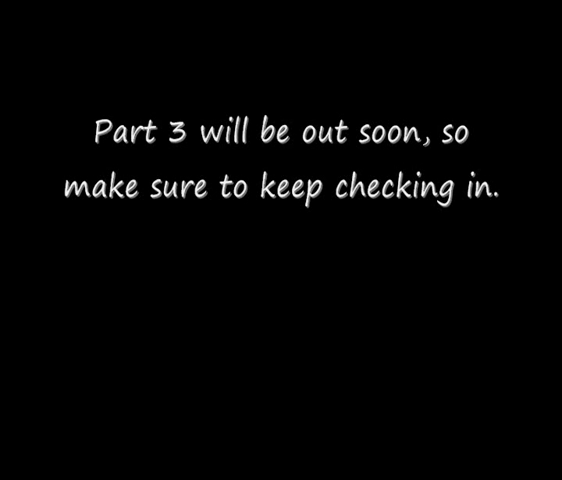 Part 3 will be out soon, so
make sure to keep checking in.